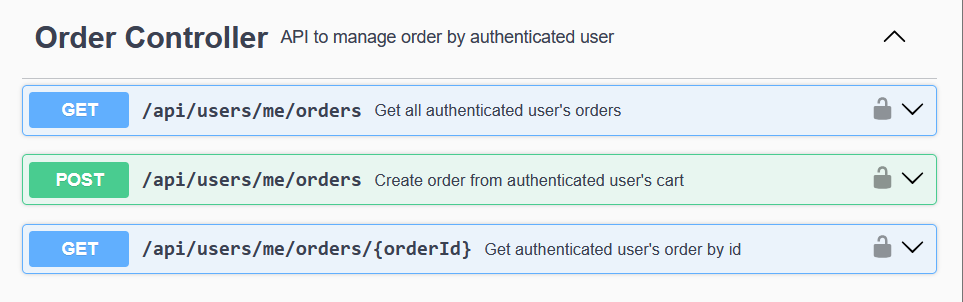 Order Controller API to manage order by authenticated user
GET /api/users/me/orders Get all authenticated user's orders
POST /api/users/me/orders Create order from authenticated user's cart
GET /api/users/me/orders/{orderId} Get authenticated user's order by id